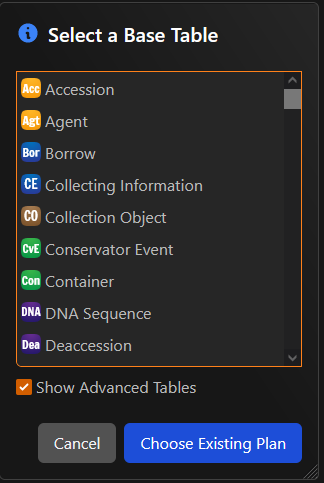 Select a Base Table
Acc Accession
Agt Agent
Bor Borrow
CE Collecting Information
CO Collection Object
CvE Conservator Event
Con Container
DNA DNA Sequence
Dea Deaccession
Show Advanced Tables
Cancel Choose Existing Plan